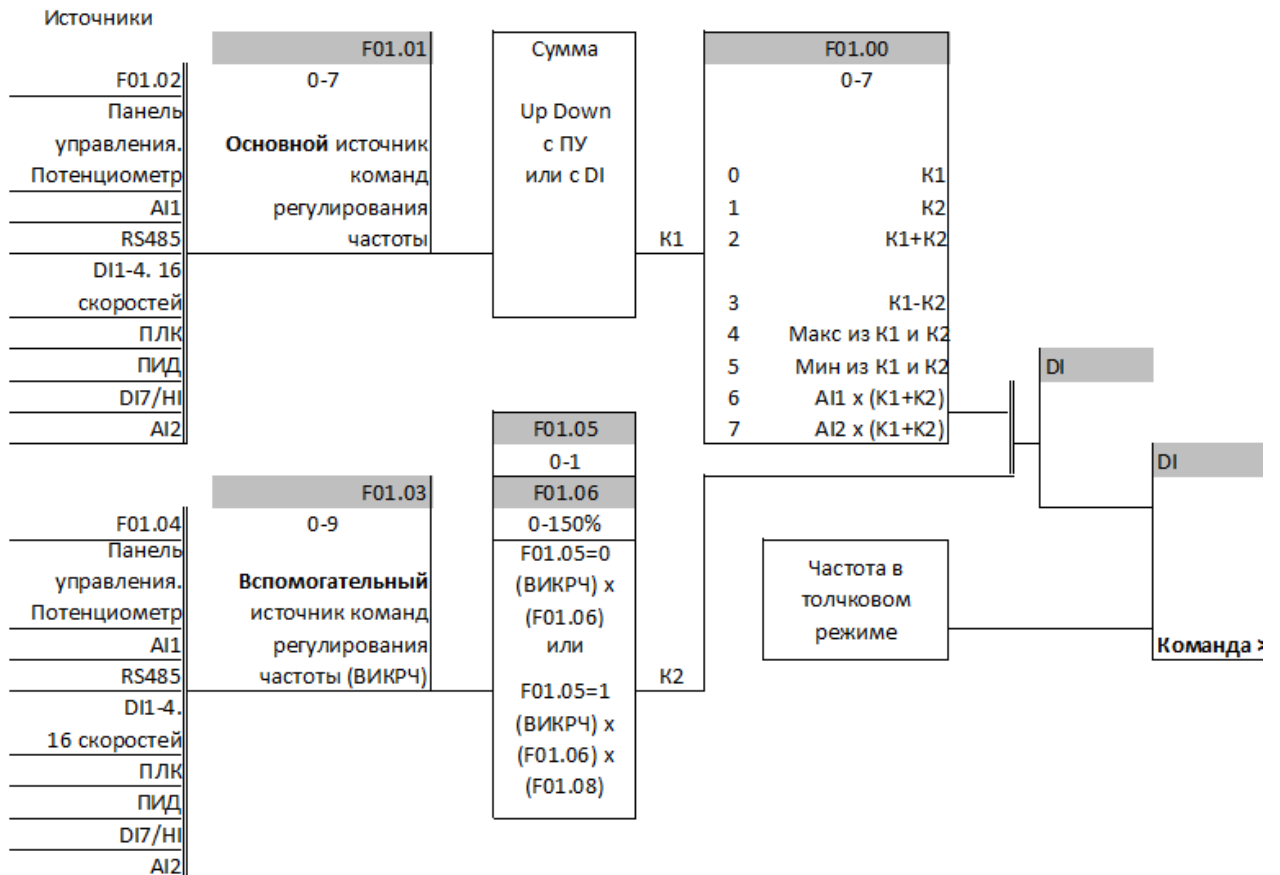 Источники
F01.01
Сумма
F01.00
F01.02
0-7
0-7
Панель
управления.
Потенциометр
Up Down
с ПУ
или с DI
Основной источник
команд
регулирования
частоты
AI1
RS485
DI1-4. 16
скоростей
ПЛК
ПИД
DI7/HI
AI2
К1
0 К1
1 К2
2 К1+К2
3 К1-К2
4 Макс из К1 и К2
5 Мин из К1 и К2
6 AI1 x (К1+К2)
7 AI2 x (К1+К2)
DI
DI
F01.05
0-1
F01.03
F01.06
F01.04
0-9
0-150%
Панель
управления.
Потенциометр
AI1
RS485
DI1-4.
16 скоростей
ПЛК
ПИД
DI7/HI
AI2
Вспомогательный
источник команд
регулирования
частоты (ВИКРЧ)
F01.05=0
(ВИКРЧ) x
(F01.06)
или
F01.05=1
(ВИКРЧ) x
(F01.06) x
(F01.08)
К2
Частота в
толчковом
режиме
Команда >